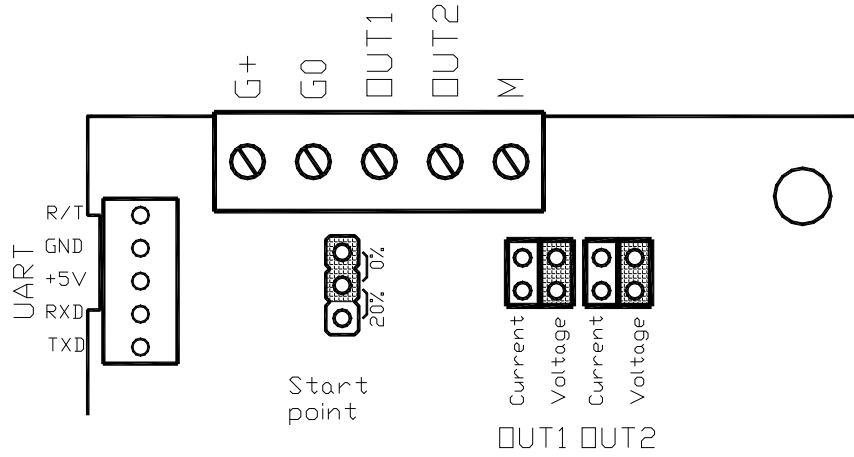 G+
G0
OUT1
OUT2
M
R/T
GND
+5V
RXD
TXD
UART
0%
20%
Start
point
Current
Voltage
Current
Voltage
OUT1 OUT2